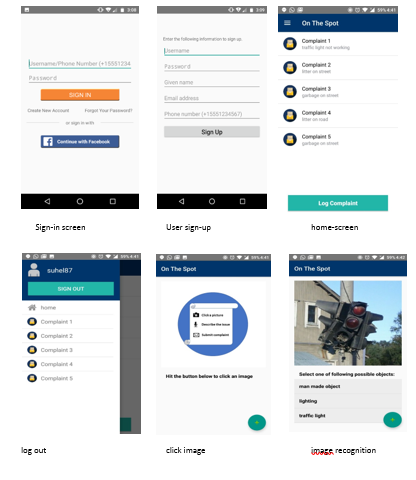 3:08
Username/Phone Number (+15551234
Password
SIGN IN
Create New Account Forgot Your Password?
or sign in with
Continue with Facebook
Sign-in screen
3:09
Enter the following information to sign up.
Username
Password
Given name
Email address
Phone number (+15551234567)
Sign Up
User sign-up
59% 4:41
On The Spot
Complaint 1
traffic light not working
Complaint 2
litter on street
Complaint 3
garbage on street
Complaint 4
litter on road
Complaint 5
garbage on street
Log Complaint
home-screen
59% 4:41
suhel87
SIGN OUT
home
Complaint 1
Complaint 2
Complaint 3
Complaint 4
Complaint 5
log out
59% 4:41
On The Spot
Click a picture
Describe the issue
Submit complaint
Hit the button below to click an image
click image
59% 4:42
On The Spot
Select one of following possible objects:
man made object
lighting
traffic light
image recognition